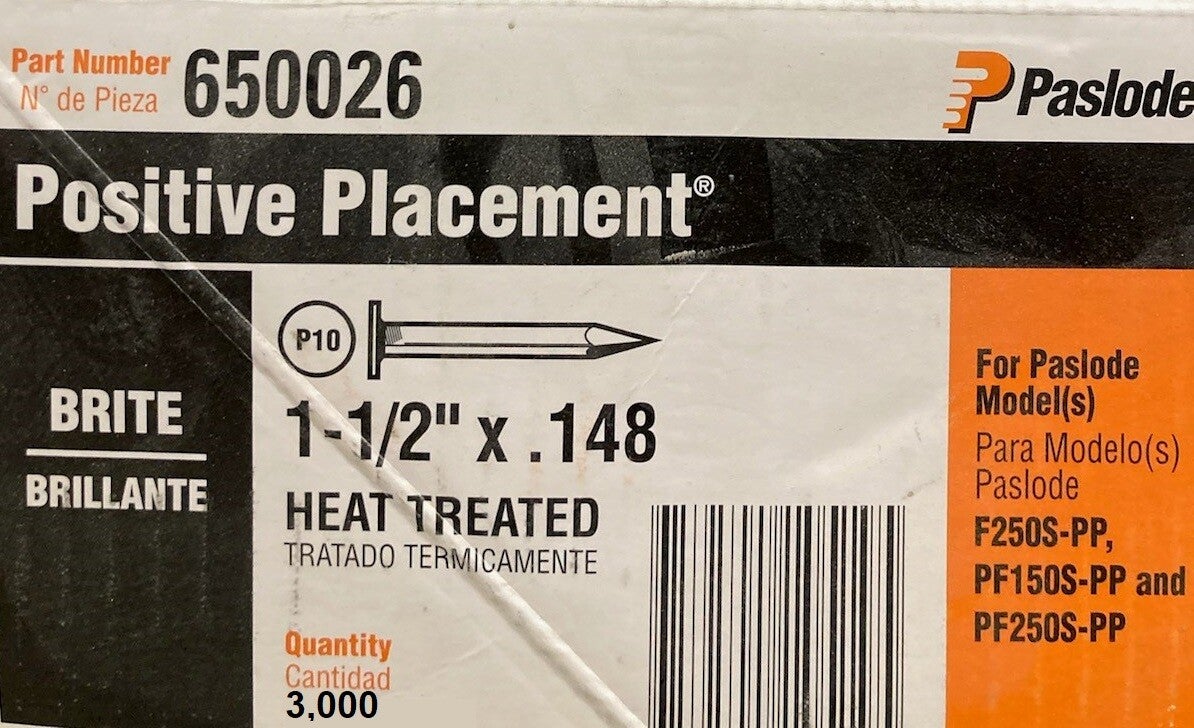 Part Number
N° de Pieza
650026
Paslode
Positive Placement®
BRITE
BRILLANTE
P10
1-1/2" x .148
HEAT TREATED
TRATADO TERMICAMENTE
Quantity
Cantidad
3,000
For Paslode
Model(s)
Para Modelo(s)
Paslode
F250S-PP,
PF150S-PP and
PF250S-PP